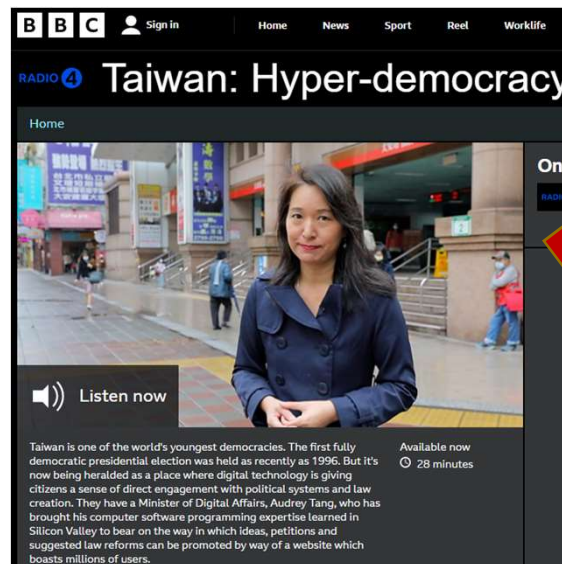 BBC Sign in Home News Sport Reel Worklife
RADIO 4 Taiwan: Hyper-democracy
Home
On
RADI
Listen now
Taiwan is one of the world's youngest democracies. The first fully
democratic presidential election was held as recently as 1996. But it's
now being heralded as a place where digital technology is giving
citizens a sense of direct engagement with political systems and law
creation. They have a Minister of Digital Affairs, Audrey Tang, who has
brought his computer software programming expertise learned in
Silicon Valley to bear on the way in which ideas, petitions and
suggested law reforms can be promoted by way of a website which
boasts millions of users.
Available now
28 minutes